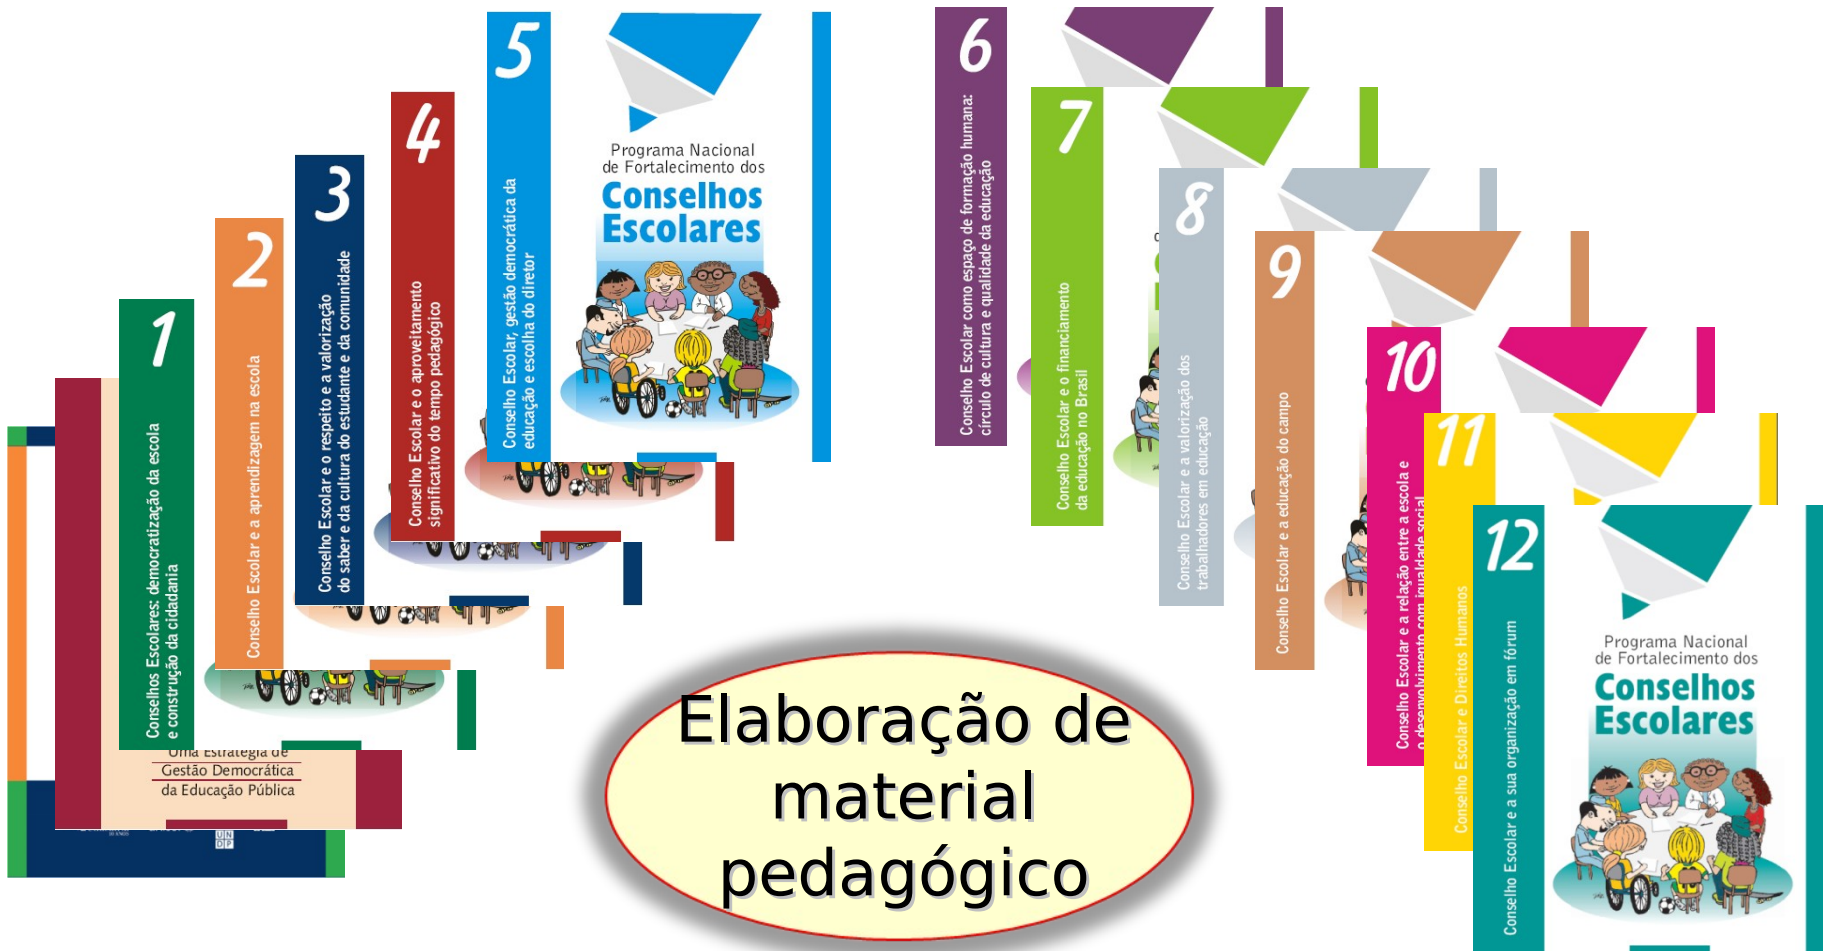 5
Conselho Escolar, gestão democrática da
educação e escolha do diretor
Programa Nacional
de Fortalecimento dos
Conselhos
Escolares
4
Conselho Escolar e o aproveitamento
significativo do tempo pedagógico
3
Conselho Escolar e o respeito e a valorização
do saber e da cultura do estudante e da comunidade
2
Conselho Escolar e a aprendizagem na escola
1
Conselhos Escolares: democratização da escola
e construção da cidadania
Uma Estratégia de
Gestão Democrática
da Educação Pública
UN
DP
6
Conselho Escolar como espaço de formação humana:
círculo de cultura e qualidade da educação
7
Conselho Escolar e o financiamento
da educação no Brasil
8
Conselho Escolar e a valorização dos
trabalhadores em educação
9
Conselho Escolar e a educação do campo
10
Conselho Escolar e a relação entre a escola e
o desenvolvimento com igualdade social
11
Conselho Escolar e Direitos Humanos
12
Conselho Escolar e a sua organização em fórum
Programa Nacional
de Fortalecimento dos
Conselhos
Escolares
Elaboração de
material
pedagógico